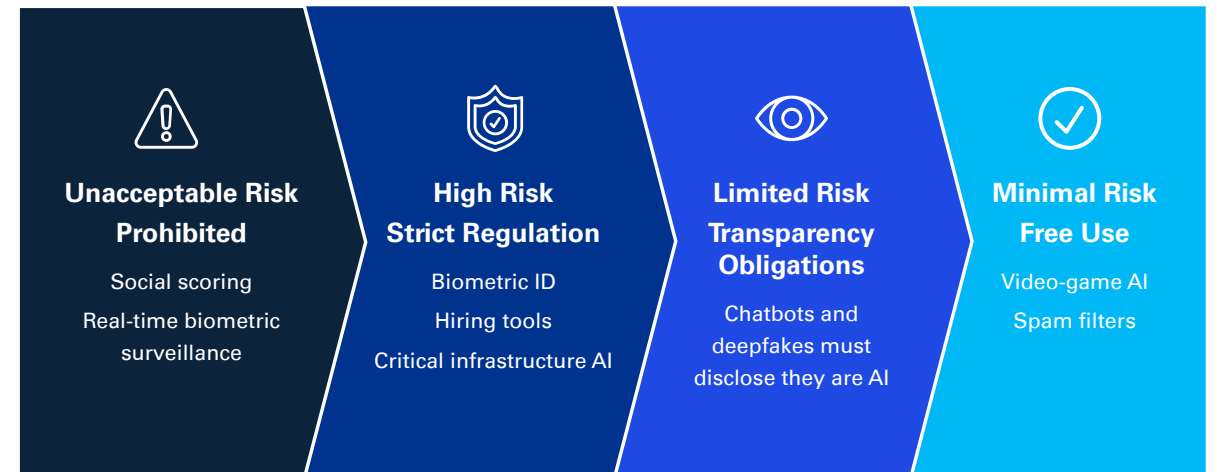 Unacceptable Risk
Prohibited
Social scoring
Real-time biometric
surveillance
High Risk
Strict Regulation
Biometric ID
Hiring tools
Critical infrastructure AI
Limited Risk
Transparency
Obligations
Chatbots and
deepfakes must
disclose they are AI
Minimal Risk
Free Use
Video-game AI
Spam filters